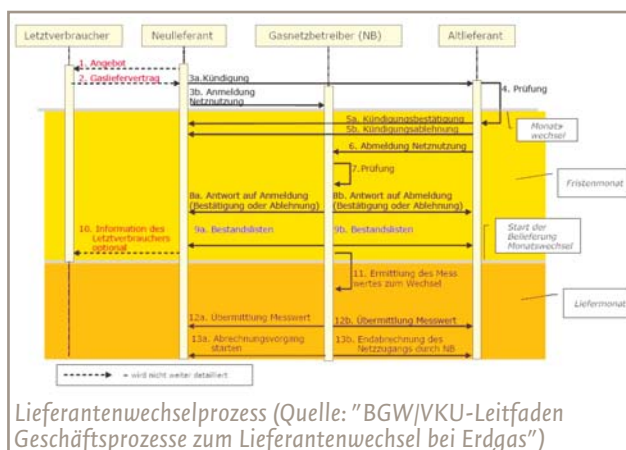 Letztverbraucher Neulieferant Gasnetzbetreiber (NB) Altlieferant
1. Angebot
2. Gasliefervertrag
3a.Kündigung
3b. Anmeldung
Netznutzung
4. Prüfung
5a. Kündigungsbestätigung
5b. Kündigungsablehnung
Monats
wechsel
6. Abmeldung Netznutzung
7.Prüfung
Fristenmonat
8a. Antwort auf Anmeldung
(Bestätigung oder Ablehnung)
8b. Antwort auf Abmeldung
(Bestätigung oder Ablehnung)
10. Information des
Letztverbrauchers
optional
9a. Bestandslisten
9b. Bestandslisten
Start der
Belieferung
Monatswechsel
11. Ermittlung des Mess
wertes zum Wechsel
Liefermonat
12a. Übermittlung Messwert
12b. Übermittlung Messwert
13a. Abrechnungsvorgang
starten
13b. Endabrechnung des
Netzzugangs durch NB
= wird nicht weiter detailliert
Lieferantenwechselprozess (Quelle: "BGW/VKU-Leitfaden
Geschäftsprozesse zum Lieferantenwechsel bei Erdgas")